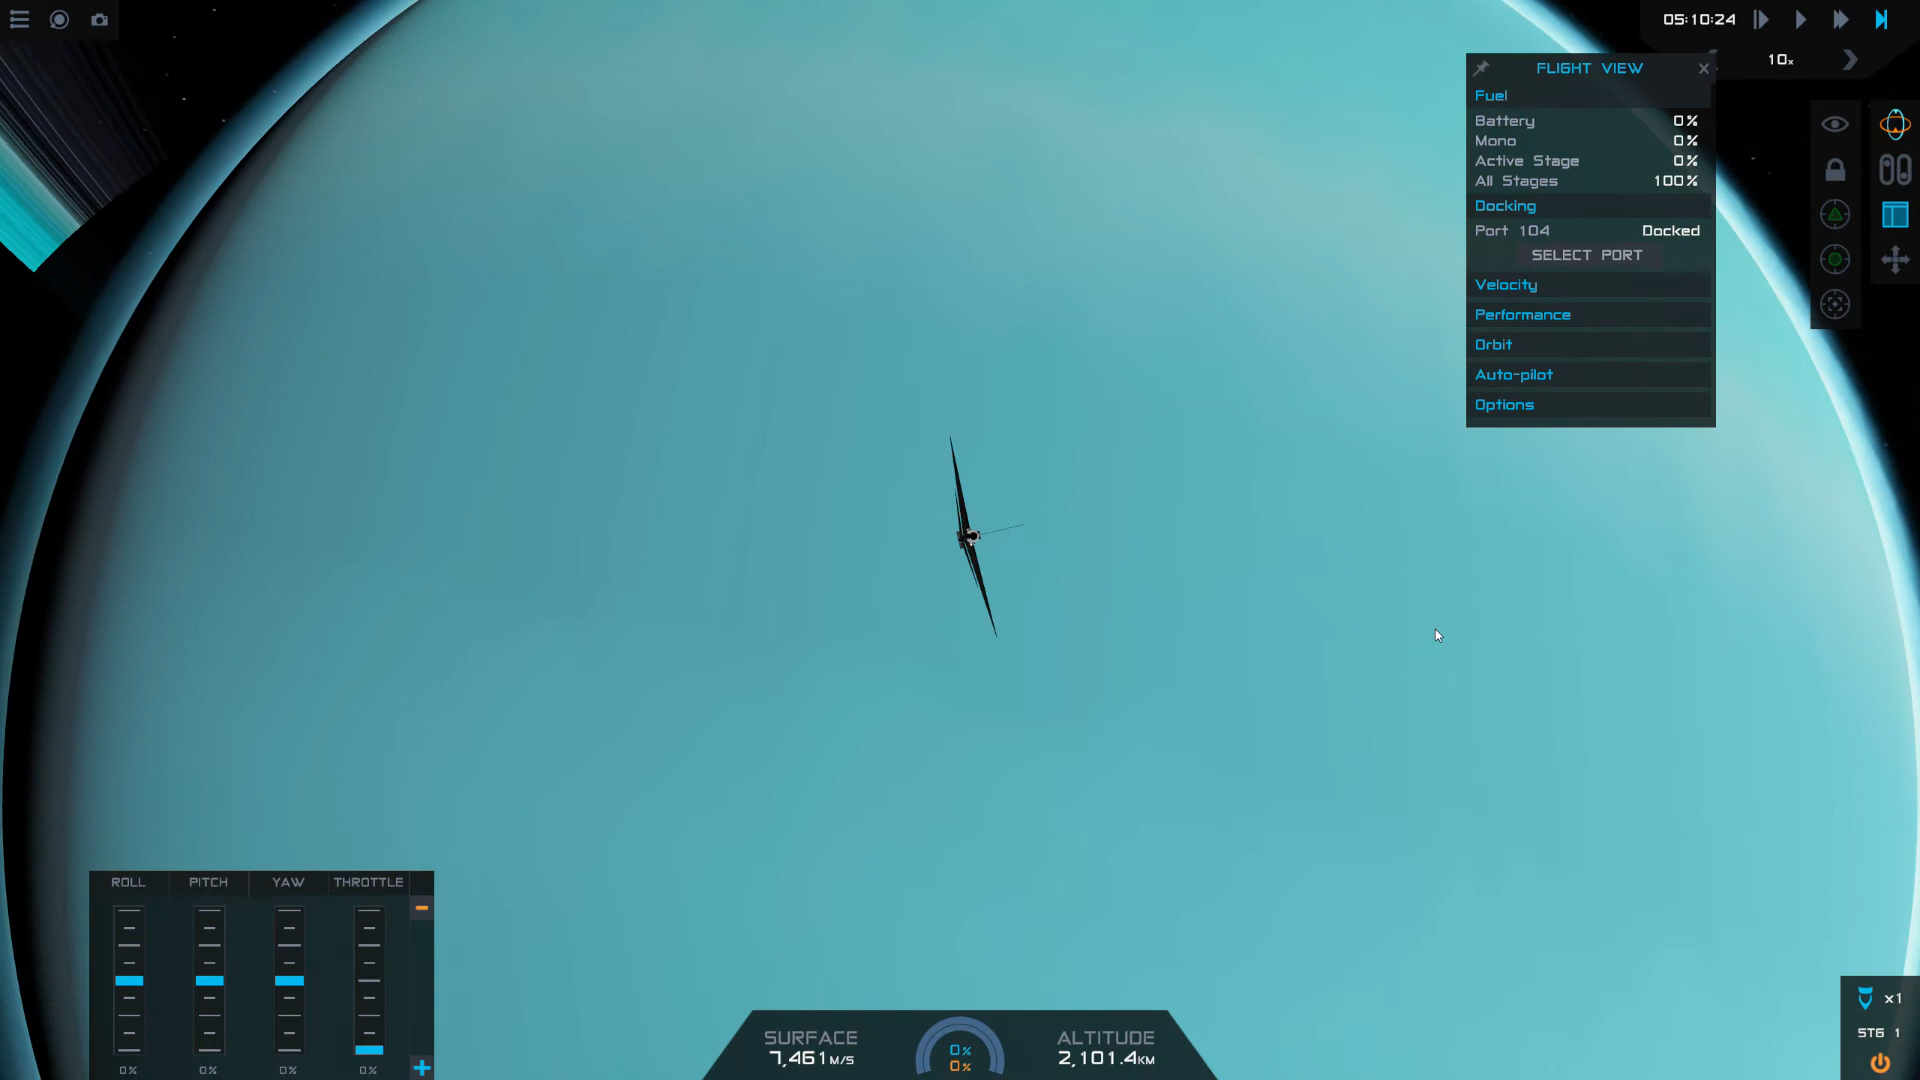 05:10:24
10x
FLIGHT VIEW
Fuel
Battery 0%
Mono 0%
Active Stage 0%
All Stages 100%
Docking
Port 104 Docked
SELECT PORT
Velocity
Performance
Orbit
Auto-pilot
Options
ROLL PITCH YAW THROTTLE
0% 0% 0% 0%
SURFACE
7,461M/S
0%
0%
ALTITUDE
2,101.4KM
x1
STG 1